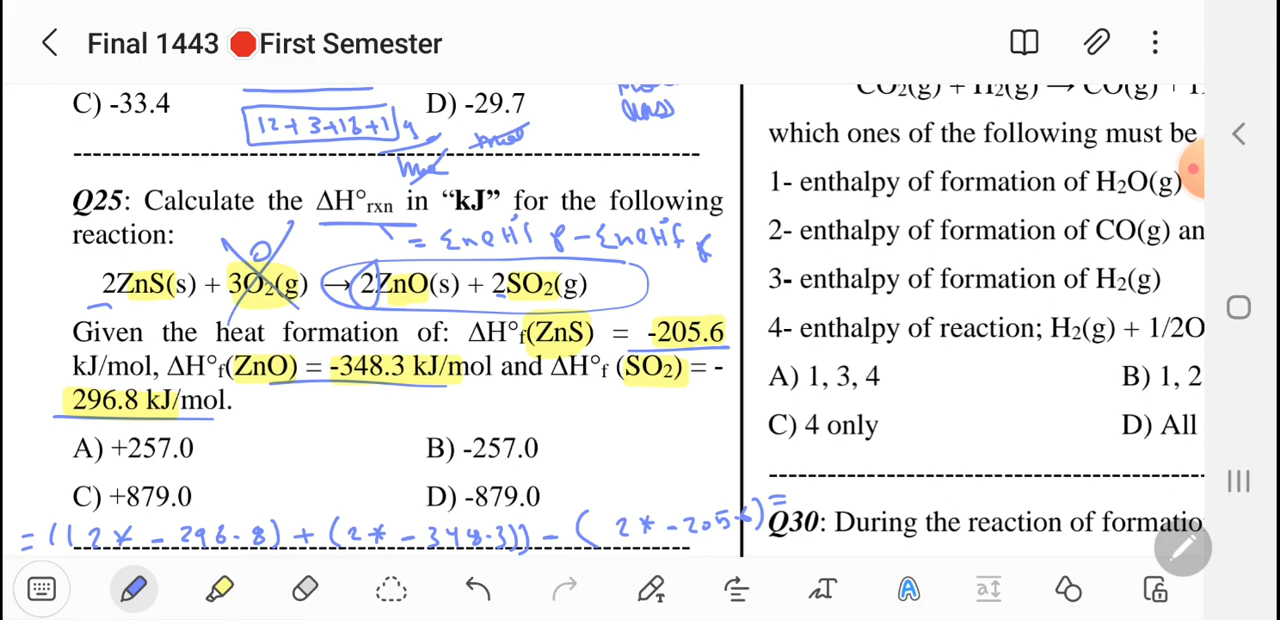 Final 1443 🛑First Semester
C) -33.4
D) -29.7
12+3+16+1 g
mol
mass
Q25: Calculate the ΔH°rxn in “kJ” for the following
reaction:
= ΣnΔH°f - ΣnΔH°f
0
2ZnS(s) + 3O₂(g) → 2ZnO(s) + 2SO₂(g)
Given the heat formation of: ΔH°f(ZnS) = -205.6
kJ/mol, ΔH°f(ZnO) = -348.3 kJ/mol and ΔH°f (SO₂) = -
296.8 kJ/mol.
A) +257.0
B) -257.0
C) +879.0
D) -879.0
= ((2* - 296.8) + (2* - 348.3)) - (2* -205.6) =
CO₂(g) + H₂(g) → CO(g) +
which ones of the following must be
1- enthalpy of formation of H₂O(g)
2- enthalpy of formation of CO(g) an
3- enthalpy of formation of H₂(g)
4- enthalpy of reaction; H₂(g) + 1/2O
A) 1, 3, 4
B) 1, 2
C) 4 only
D) All
Q30: During the reaction of formatio